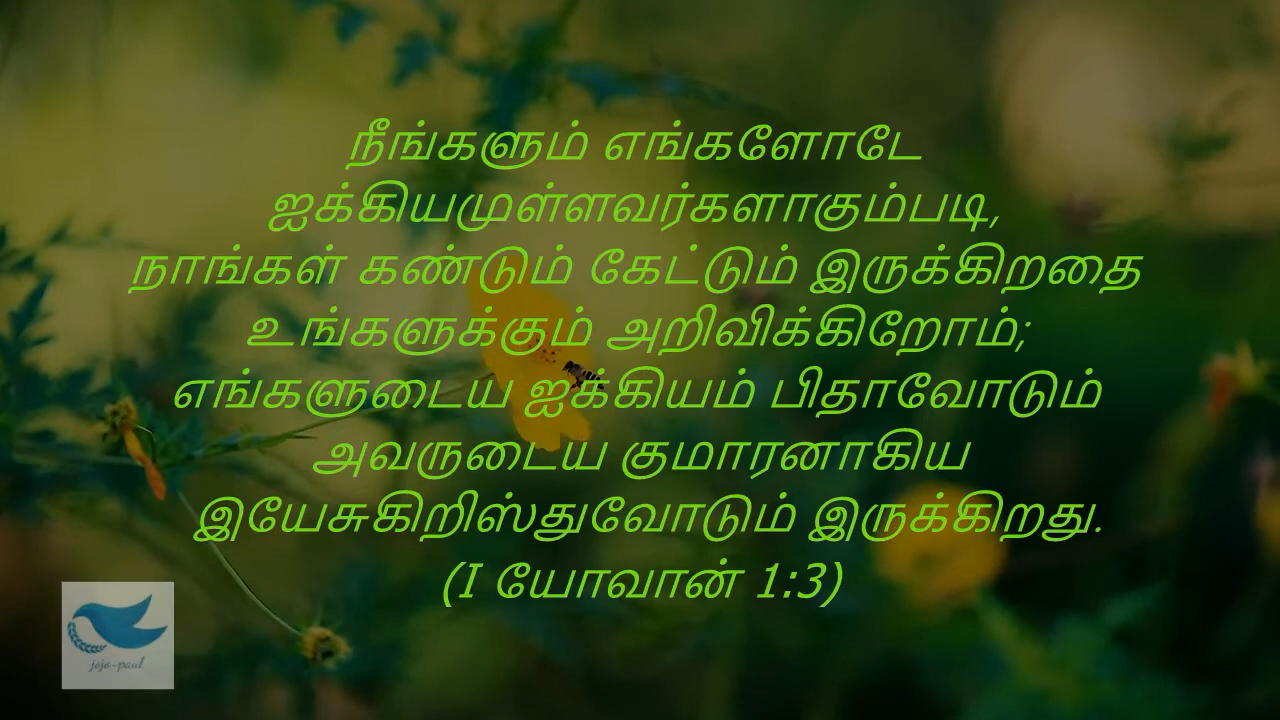 நீங்களும் எங்களோடே
ஐக்கியமுள்ளவர்களாகும்படி,
நாங்கள் கண்டும் கேட்டும் இருக்கிறதை
உங்களுக்கும் அறிவிக்கிறோம்;
எங்களுடைய ஐக்கியம் பிதாவோடும்
அவருடைய குமாரனாகிய
இயேசுகிறிஸ்துவோடும் இருக்கிறது.
(I யோவான் 1:3)
jojo-paul